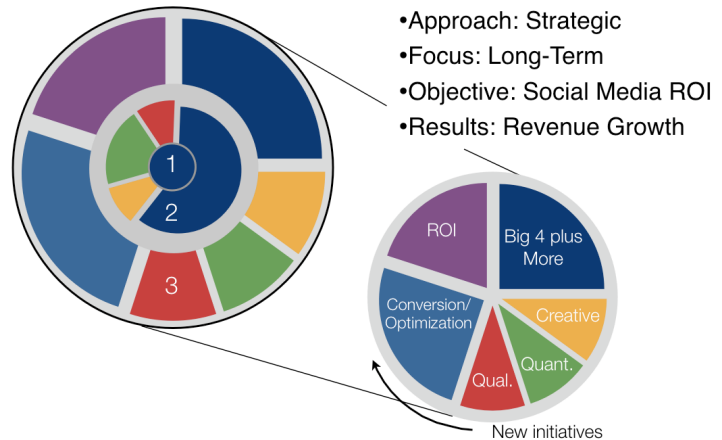 •Approach: Strategic
•Focus: Long-Term
•Objective: Social Media ROI
•Results: Revenue Growth
1
2
3
ROI
Big 4 plus
More
Conversion/
Optimization
Creative
Quant.
Qual.
New initiatives